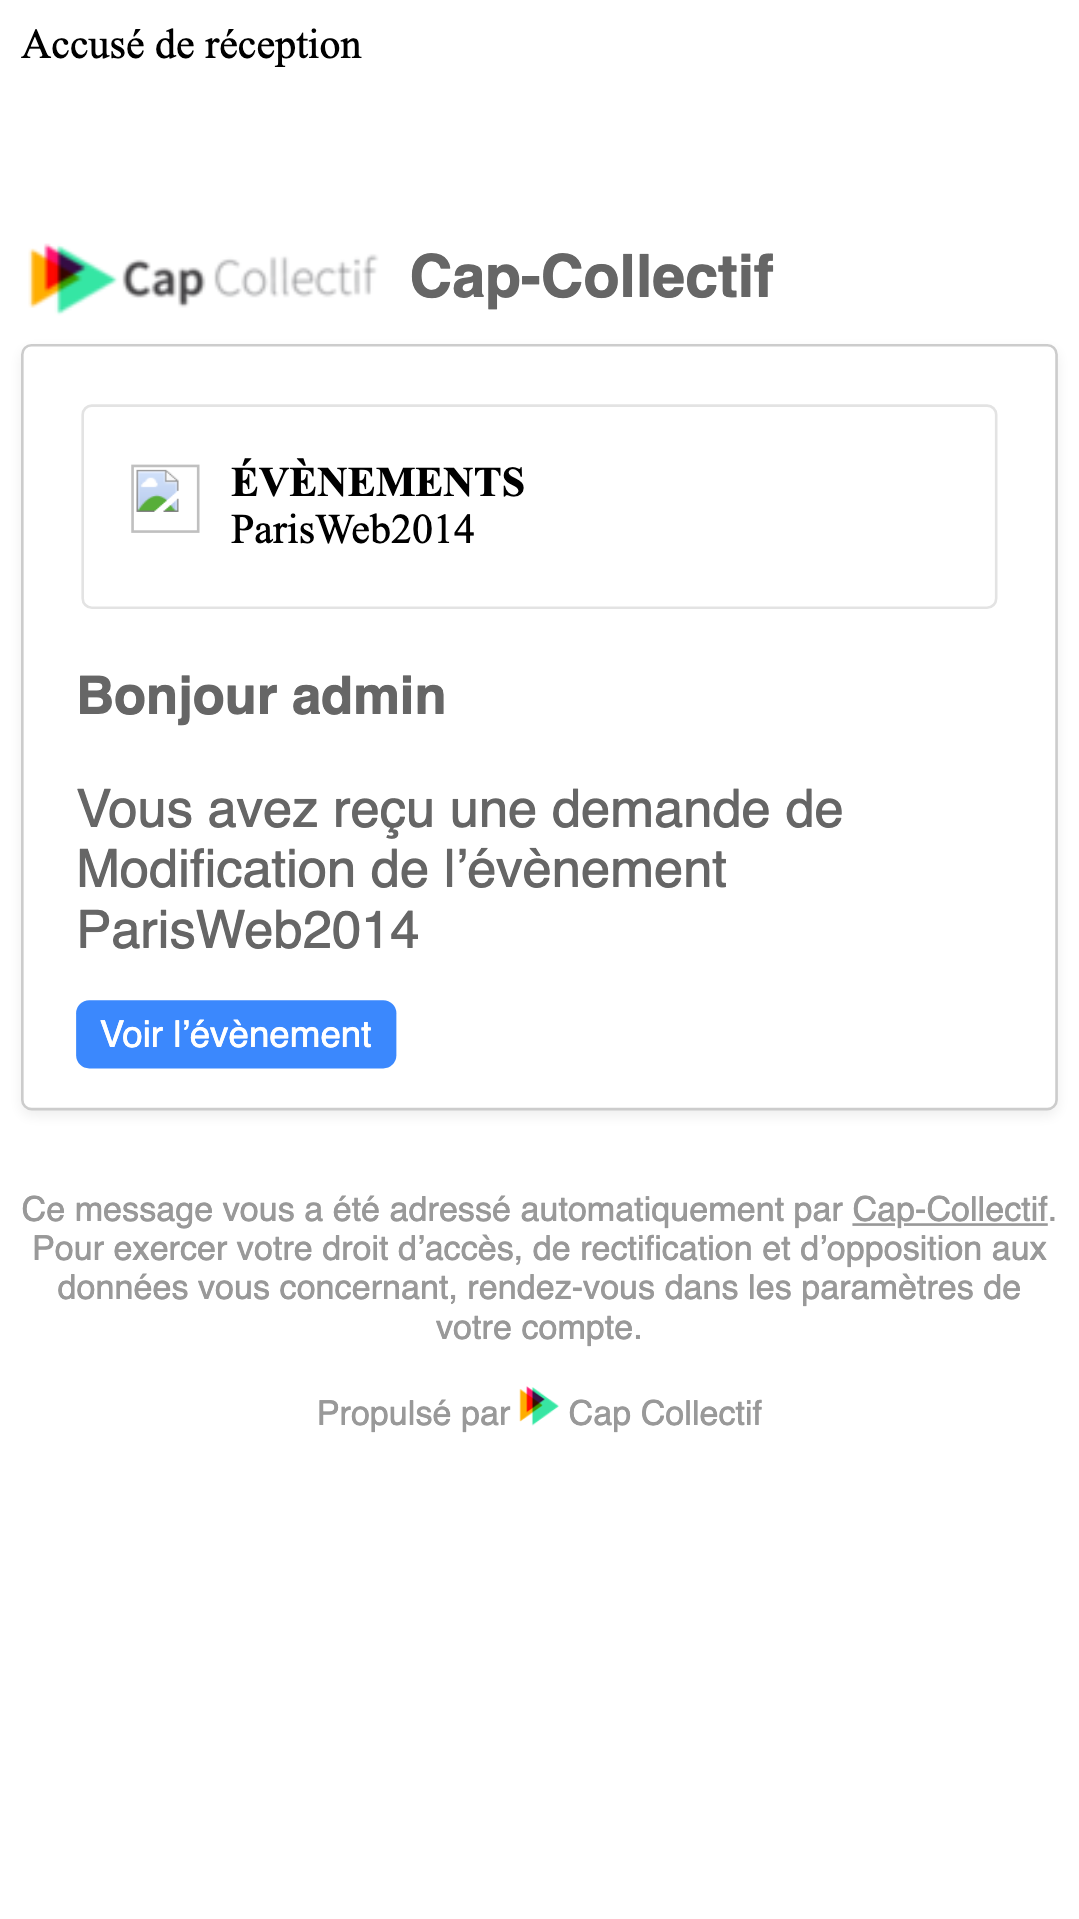 Accusé de réception
Cap Collectif Cap-Collectif
ÉVÈNEMENTS
ParisWeb2014
Bonjour admin
Vous avez reçu une demande de
Modification de l’évènement
ParisWeb2014
Voir l’évènement
Ce message vous a été adressé automatiquement par Cap-Collectif.
Pour exercer votre droit d’accès, de rectification et d’opposition aux
données vous concernant, rendez-vous dans les paramètres de
votre compte.
Propulsé par Cap Collectif